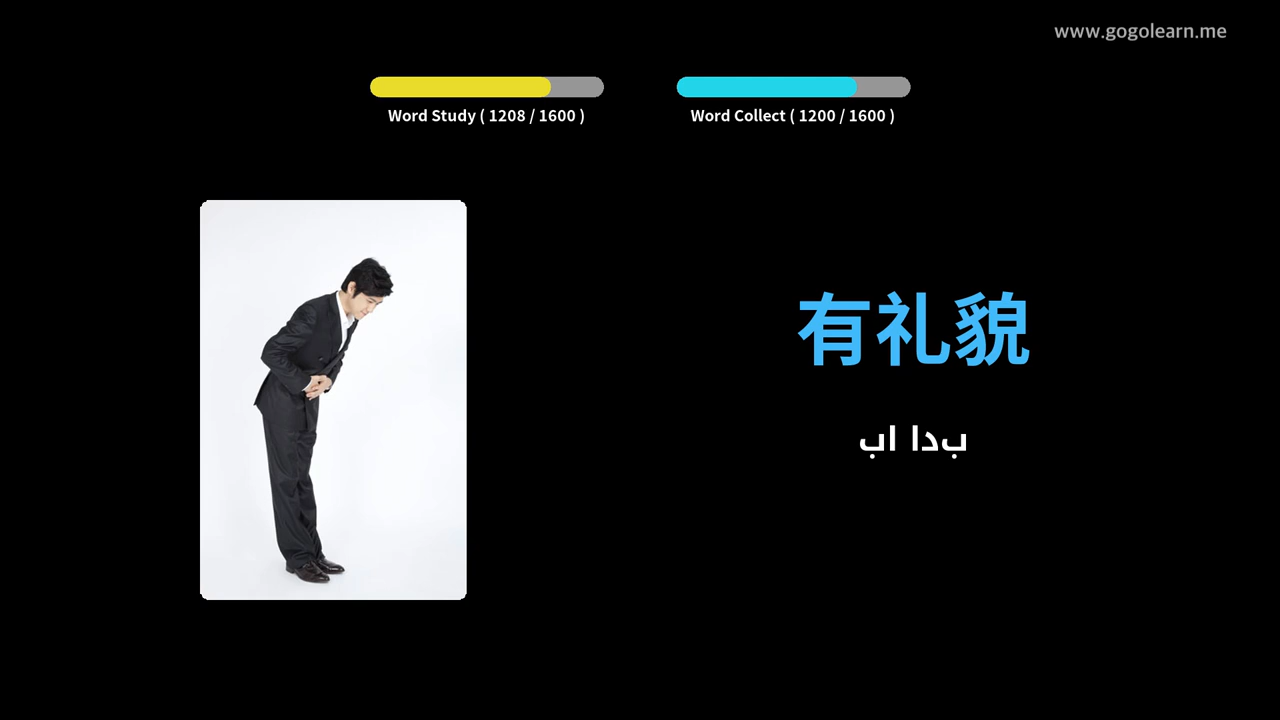 www.gogolearn.me
Word Study ( 1208 / 1600 )
Word Collect ( 1200 / 1600 )
有礼貌
بدا اب